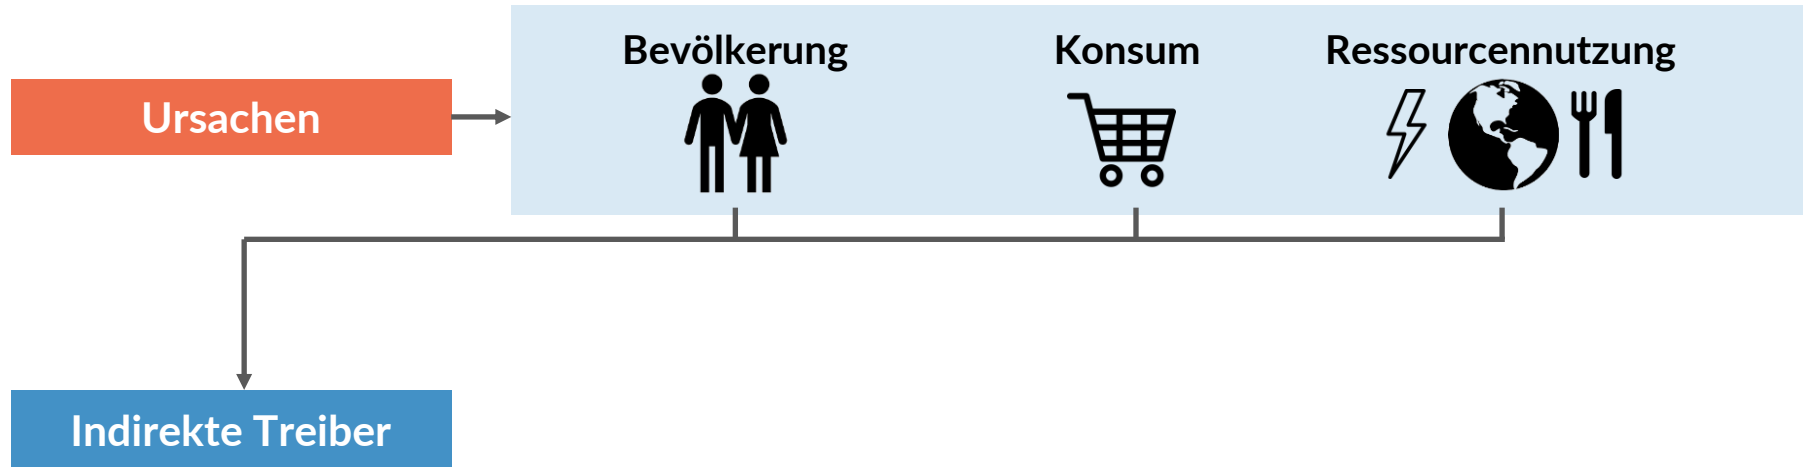 Bevölkerung
Konsum
Ressourcennutzung
Ursachen
Indirekte Treiber